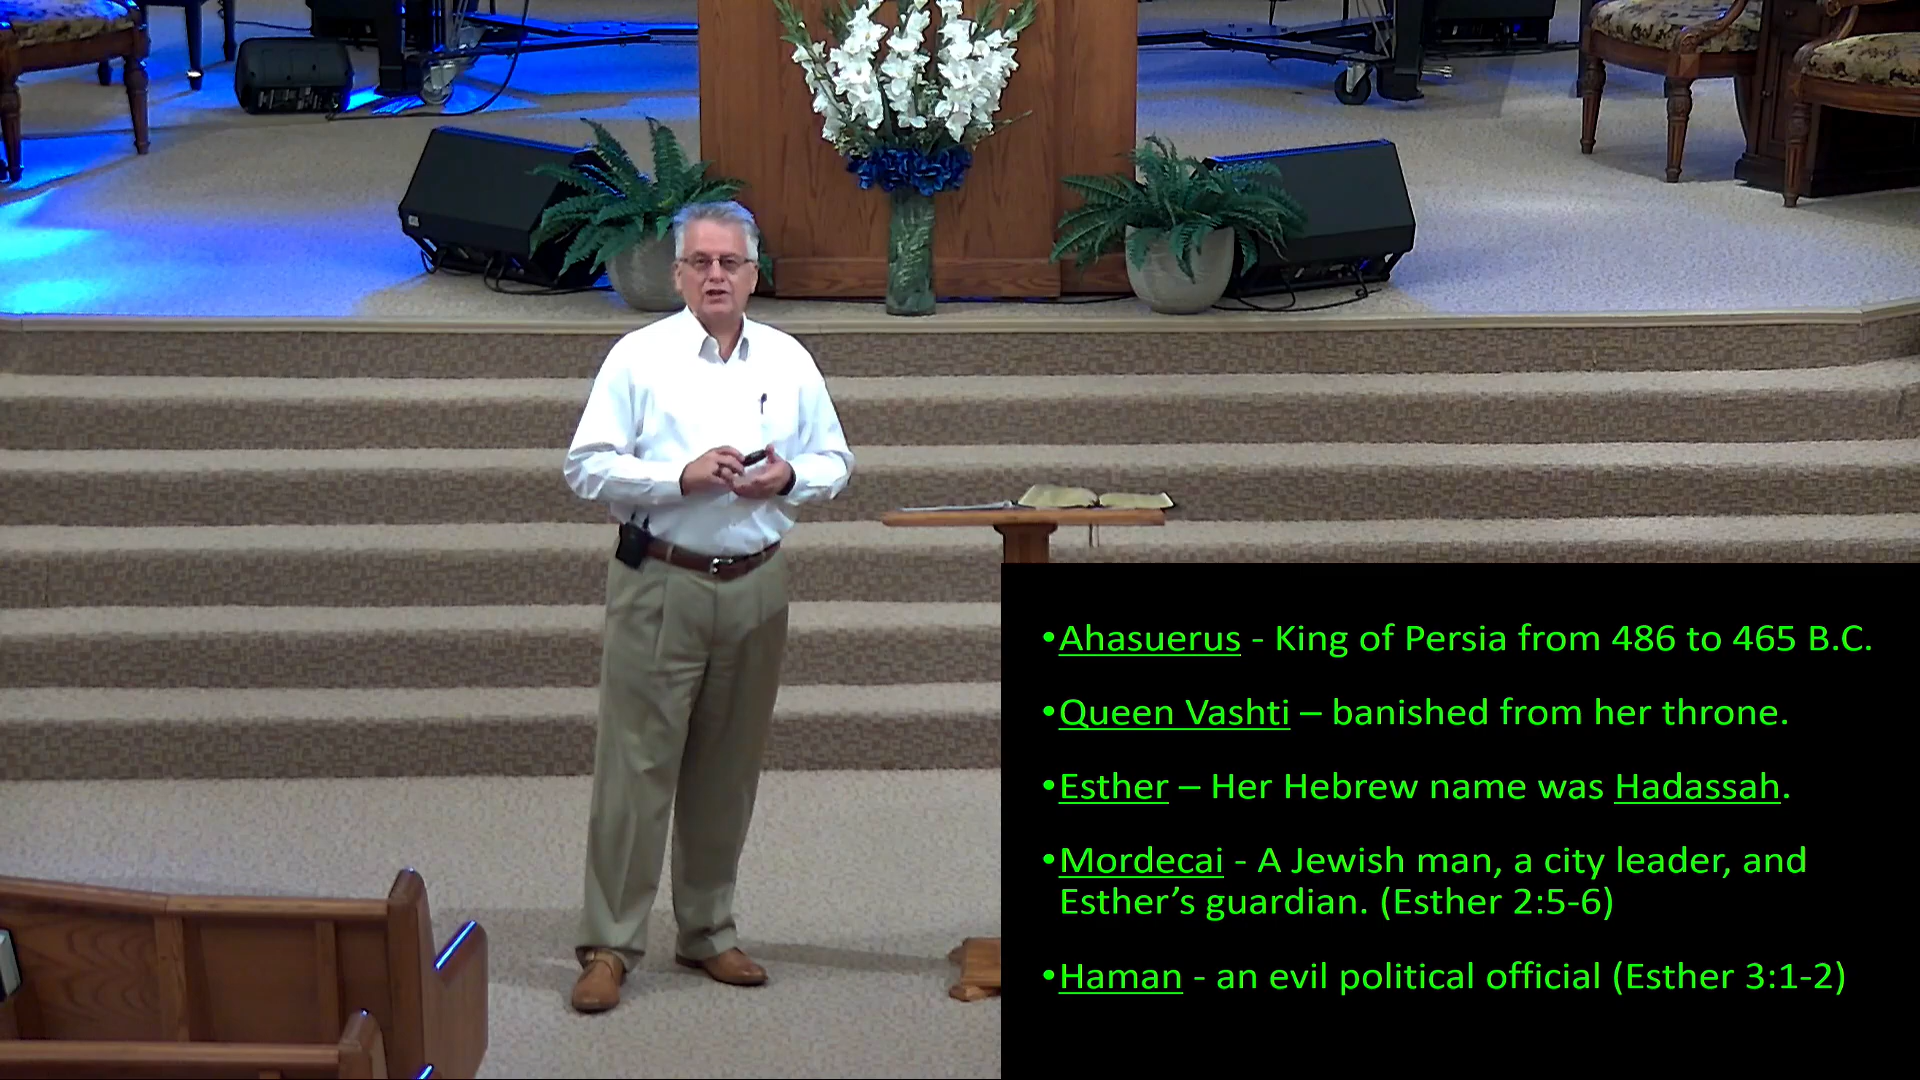 •Ahasuerus - King of Persia from 486 to 465 B.C.
•Queen Vashti – banished from her throne.
•Esther – Her Hebrew name was Hadassah.
•Mordecai - A Jewish man, a city leader, and
Esther’s guardian. (Esther 2:5-6)
•Haman - an evil political official (Esther 3:1-2)